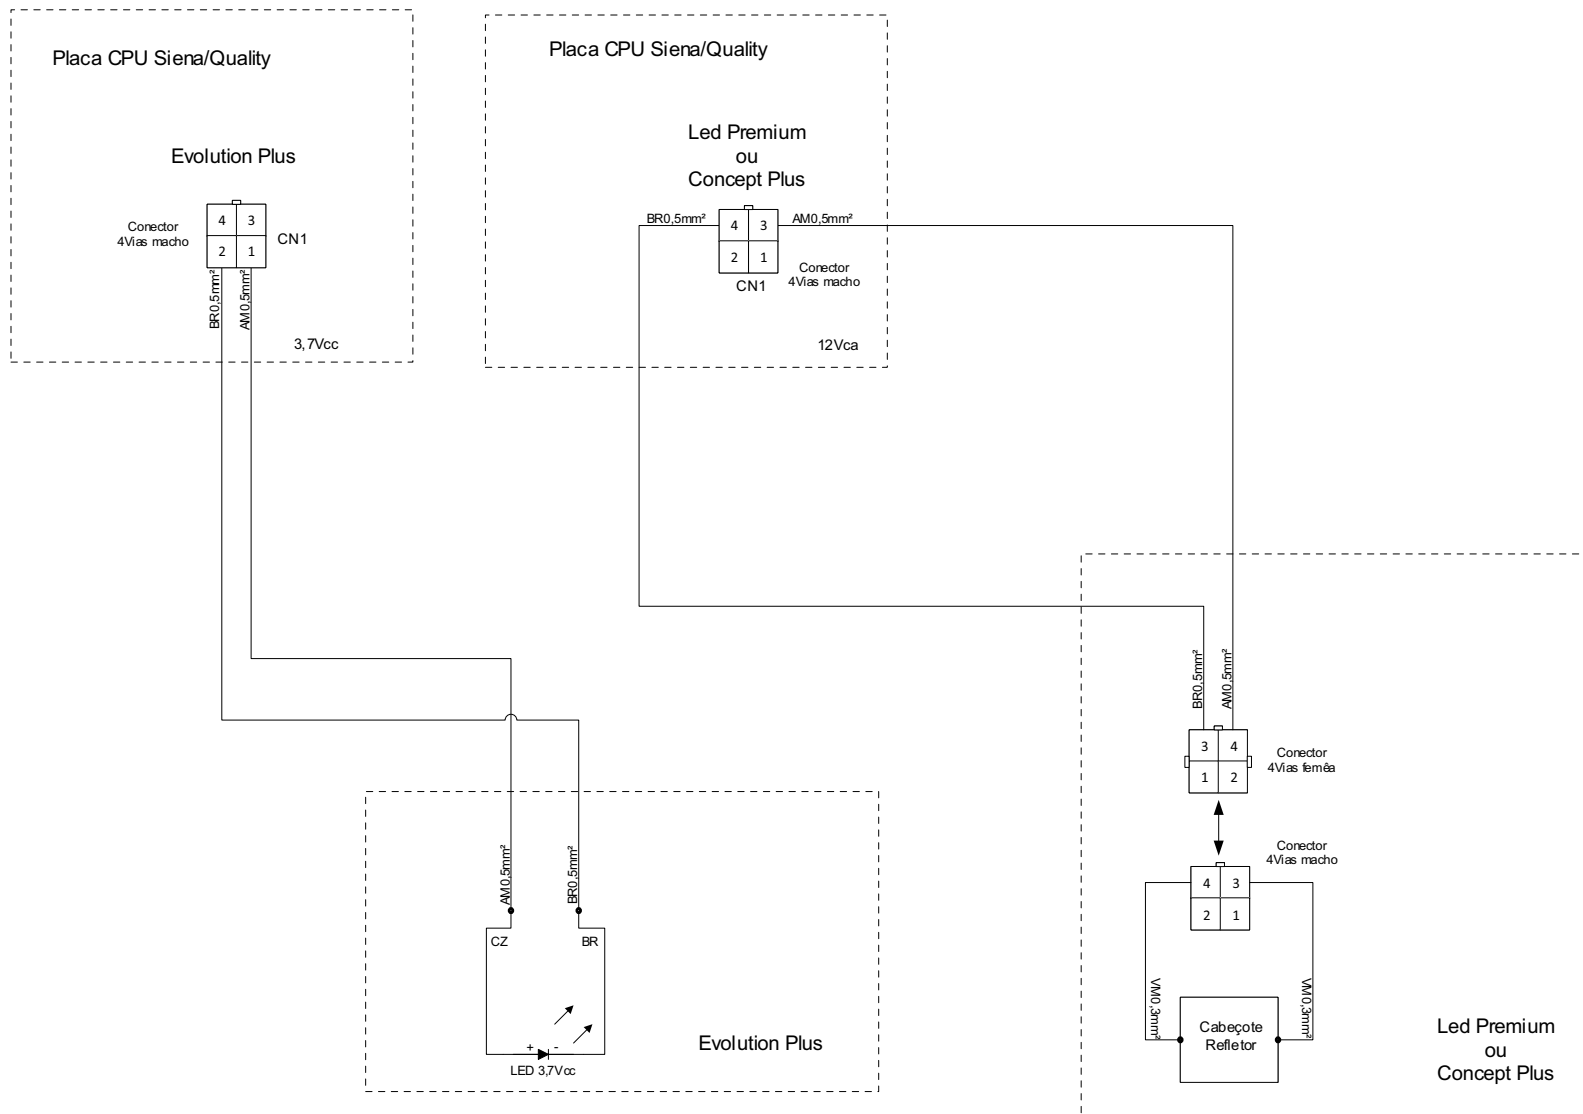 Placa CPU Siena/Quality
Evolution Plus
Conector
4Vias macho
4 3
2 1
CN1
BR0,5mm²
AM0,5mm²
3,7Vcc
Placa CPU Siena/Quality
Led Premium
ou
Concept Plus
BR0,5mm²
4 3
2 1
AM0,5mm²
CN1
Conector
4Vias macho
12Vca
AM0,5mm²
BR0,5mm²
CZ
BR
+ -
LED 3,7Vcc
Evolution Plus
BR0,5mm²
AM0,5mm²
3 4
1 2
Conector
4Vias femêa
Conector
4Vias macho
4 3
2 1
VM0,3mm²
VM0,3mm²
Cabeçote
Refletor
Led Premium
ou
Concept Plus